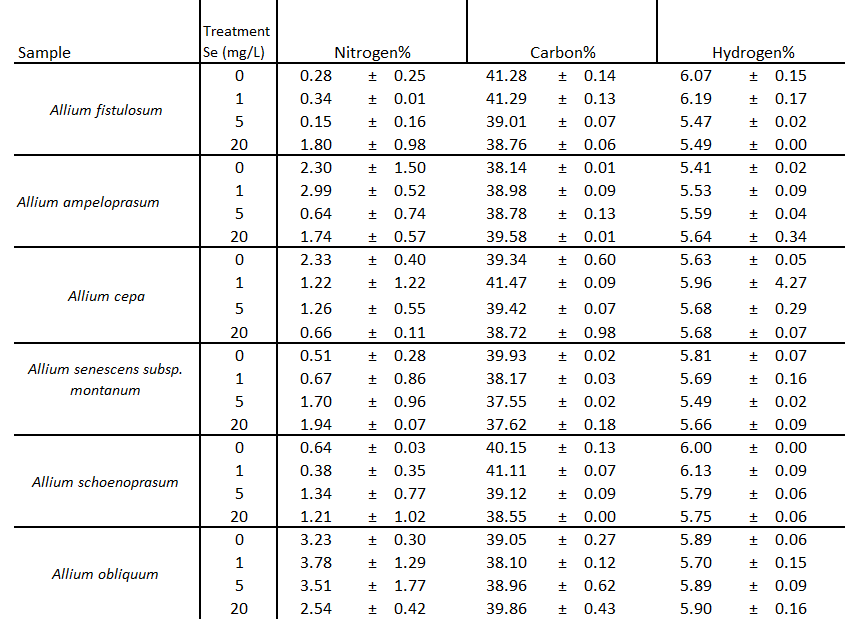 Treatment
Sample Se (mg/L) Nitrogen% Carbon% Hydrogen%
0 0.28 ± 0.25 41.28 ± 0.14 6.07 ± 0.15
1 0.34 ± 0.01 41.29 ± 0.13 6.19 ± 0.17
Allium fistulosum
5 0.15 ± 0.16 39.01 ± 0.07 5.47 ± 0.02
20 1.80 ± 0.98 38.76 ± 0.06 5.49 ± 0.00
0 2.30 ± 1.50 38.14 ± 0.01 5.41 ± 0.02
1 2.99 ± 0.52 38.98 ± 0.09 5.53 ± 0.09
Allium ampeloprasum
5 0.64 ± 0.74 38.78 ± 0.13 5.59 ± 0.04
20 1.74 ± 0.57 39.58 ± 0.01 5.64 ± 0.34
0 2.33 ± 0.40 39.34 ± 0.60 5.63 ± 0.05
1 1.22 ± 1.22 41.47 ± 0.09 5.96 ± 4.27
Allium cepa
5 1.26 ± 0.55 39.42 ± 0.07 5.68 ± 0.29
20 0.66 ± 0.11 38.72 ± 0.98 5.68 ± 0.07
0 0.51 ± 0.28 39.93 ± 0.02 5.81 ± 0.07
Allium senescens subsp.
1 0.67 ± 0.86 38.17 ± 0.03 5.69 ± 0.16
montanum
5 1.70 ± 0.96 37.55 ± 0.02 5.49 ± 0.02
20 1.94 ± 0.07 37.62 ± 0.18 5.66 ± 0.09
0 0.64 ± 0.03 40.15 ± 0.13 6.00 ± 0.00
1 0.38 ± 0.35 41.11 ± 0.07 6.13 ± 0.09
Allium schoenoprasum
5 1.34 ± 0.77 39.12 ± 0.09 5.79 ± 0.06
20 1.21 ± 1.02 38.55 ± 0.00 5.75 ± 0.06
0 3.23 ± 0.30 39.05 ± 0.27 5.89 ± 0.06
1 3.78 ± 1.29 38.10 ± 0.12 5.70 ± 0.15
Allium obliquum
5 3.51 ± 1.77 38.96 ± 0.62 5.89 ± 0.09
20 2.54 ± 0.42 39.86 ± 0.43 5.90 ± 0.16